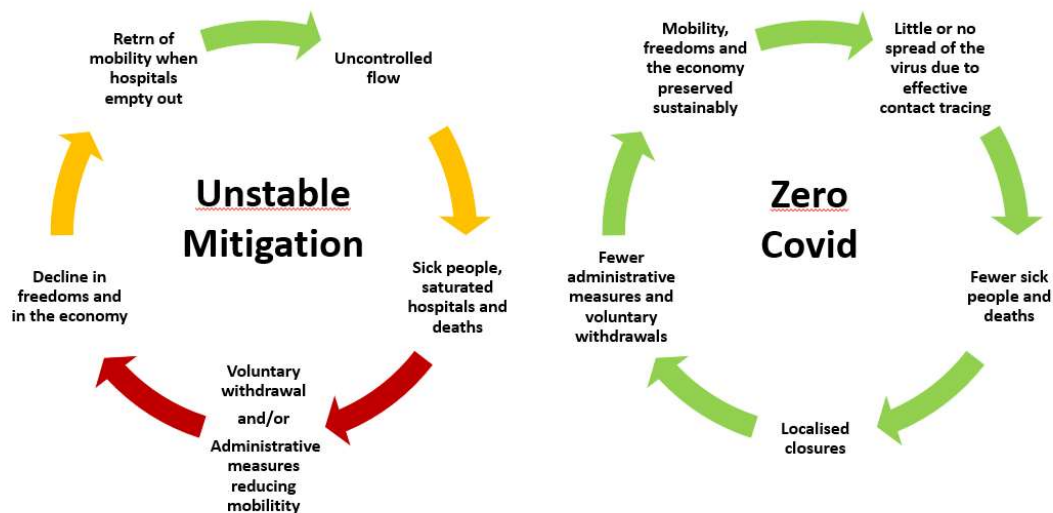 Retrn of
mobility when
hospitals
empty out
Uncontrolled
flow
Unstable
Mitigation
Sick people,
saturated
hospitals and
deaths
Voluntary
withdrawal
and/or
Administrative
measures
reducing
mobilitity
Decline in
freedoms and
in the economy
Mobility,
freedoms and
the economy
preserved
sustainably
Little or no
spread of the
virus due to
effective
contact tracing
Zero
Covid
Fewer sick
people and
deaths
Localised
closures
Fewer
administrative
measures and
voluntary
withdrawals